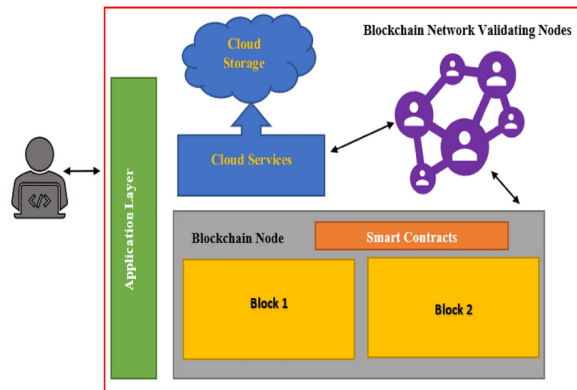 Cloud
Storage
Blockchain Network Validating Nodes
Application Layer
Cloud Services
Blockchain Node
Smart Contracts
Block 1
Block 2